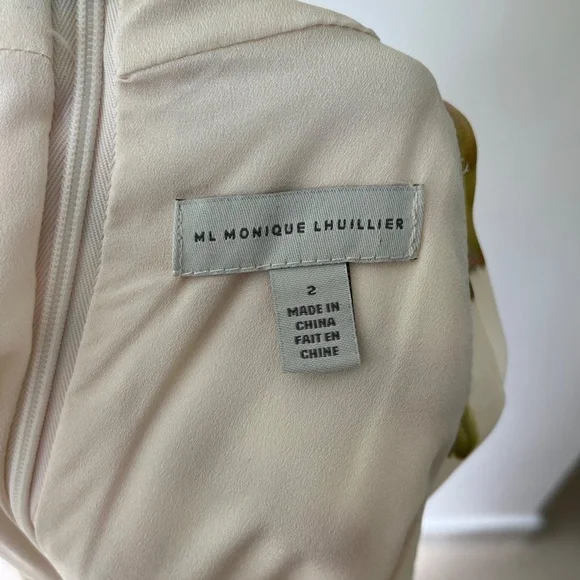 ML MONIQUE LHUILLIER
2
MADE IN
CHINA
FAIT EN
CHINE